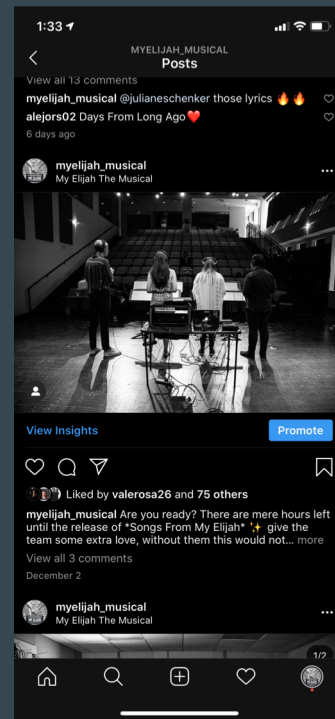 1:33
MYELIJAH_MUSICAL
Posts
View all 13 comments
myelijah_musical @julianeschenker those lyrics 🔥 🔥
alejors02 Days From Long Ago❤️
6 days ago
myelijah_musical
My Elijah The Musical
View Insights
Promote
Liked by valerosa26 and 75 others
myelijah_musical Are you ready? There are mere hours left
until the release of *Songs From My Elijah* ✨ give the
team some extra love, without them this would not... more
View all 3 comments
December 2
myelijah_musical
My Elijah The Musical
1/2